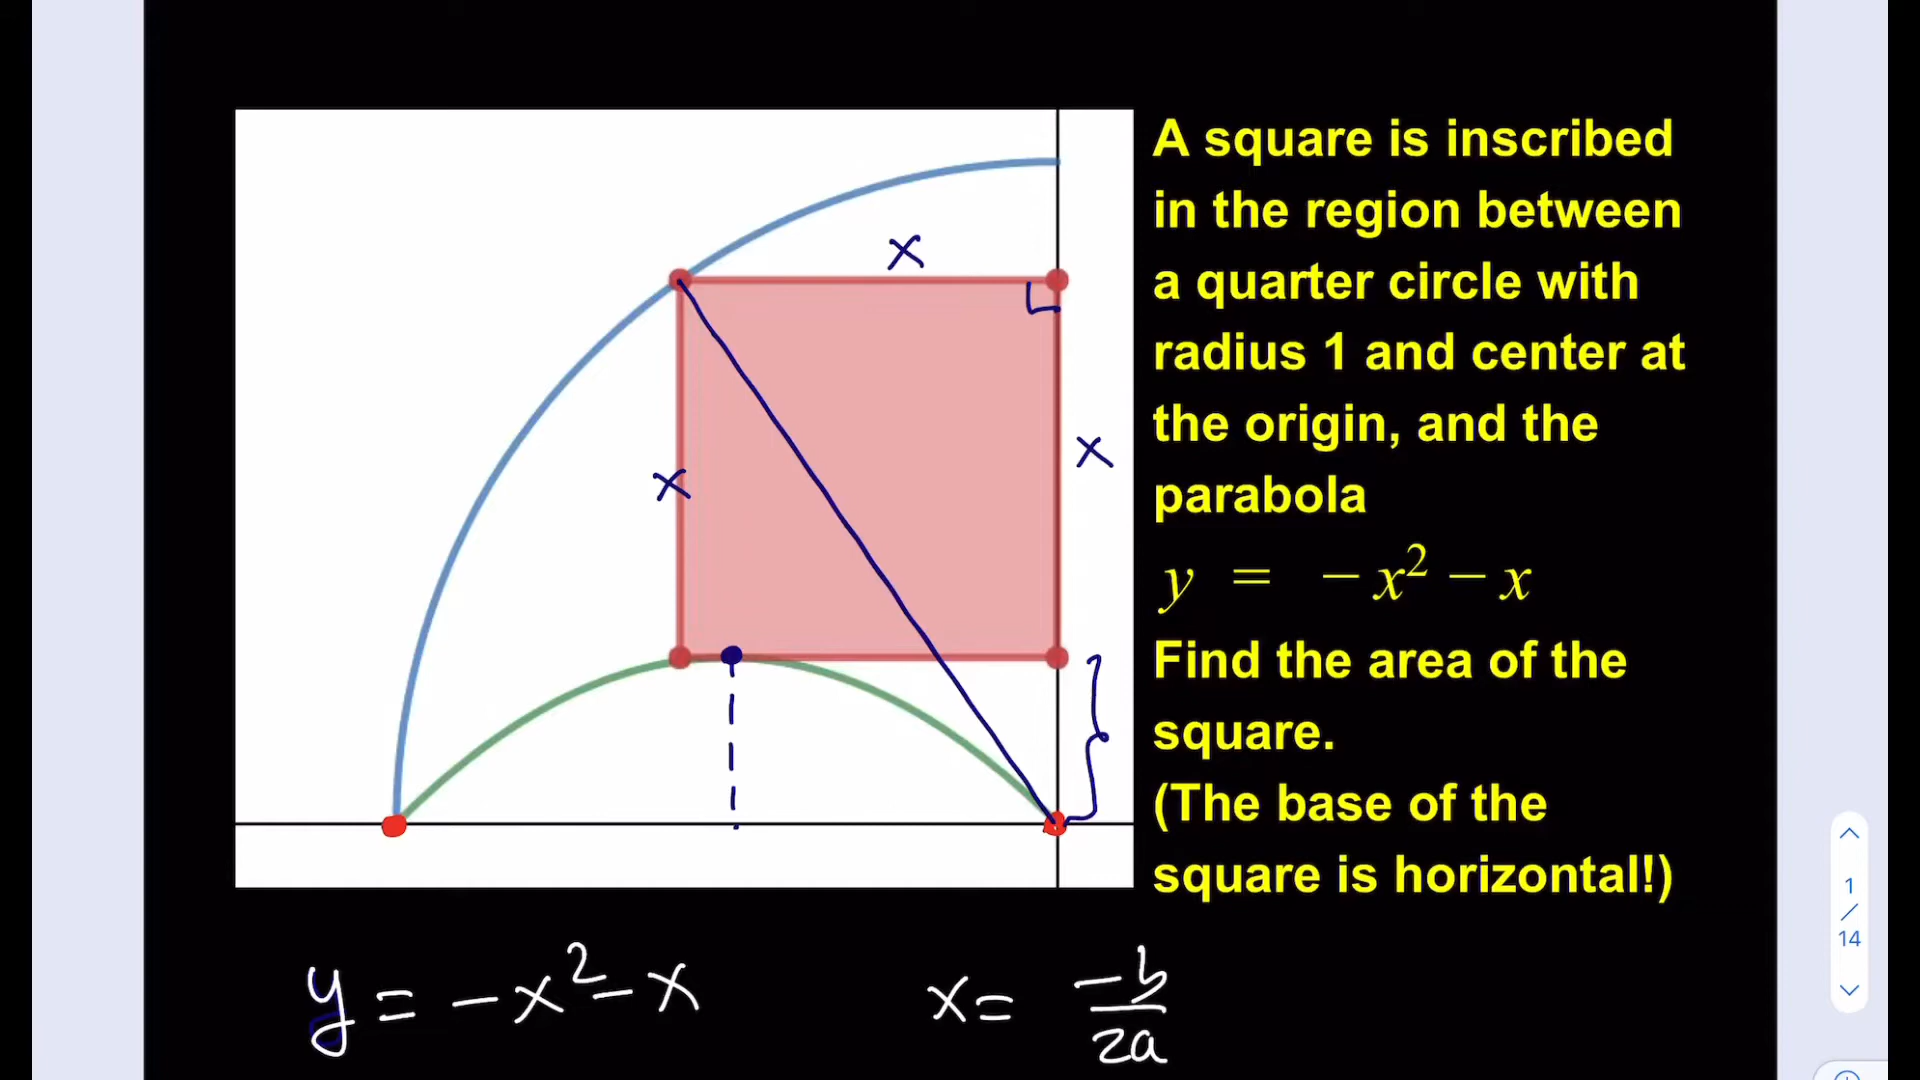 A square is inscribed
in the region between
a quarter circle with
radius 1 and center at
the origin, and the
parabola
y = −x² − x
Find the area of the
square.
(The base of the
square is horizontal!)
x
x
x
y = −x² − x
x = −b/2a
1
/
14